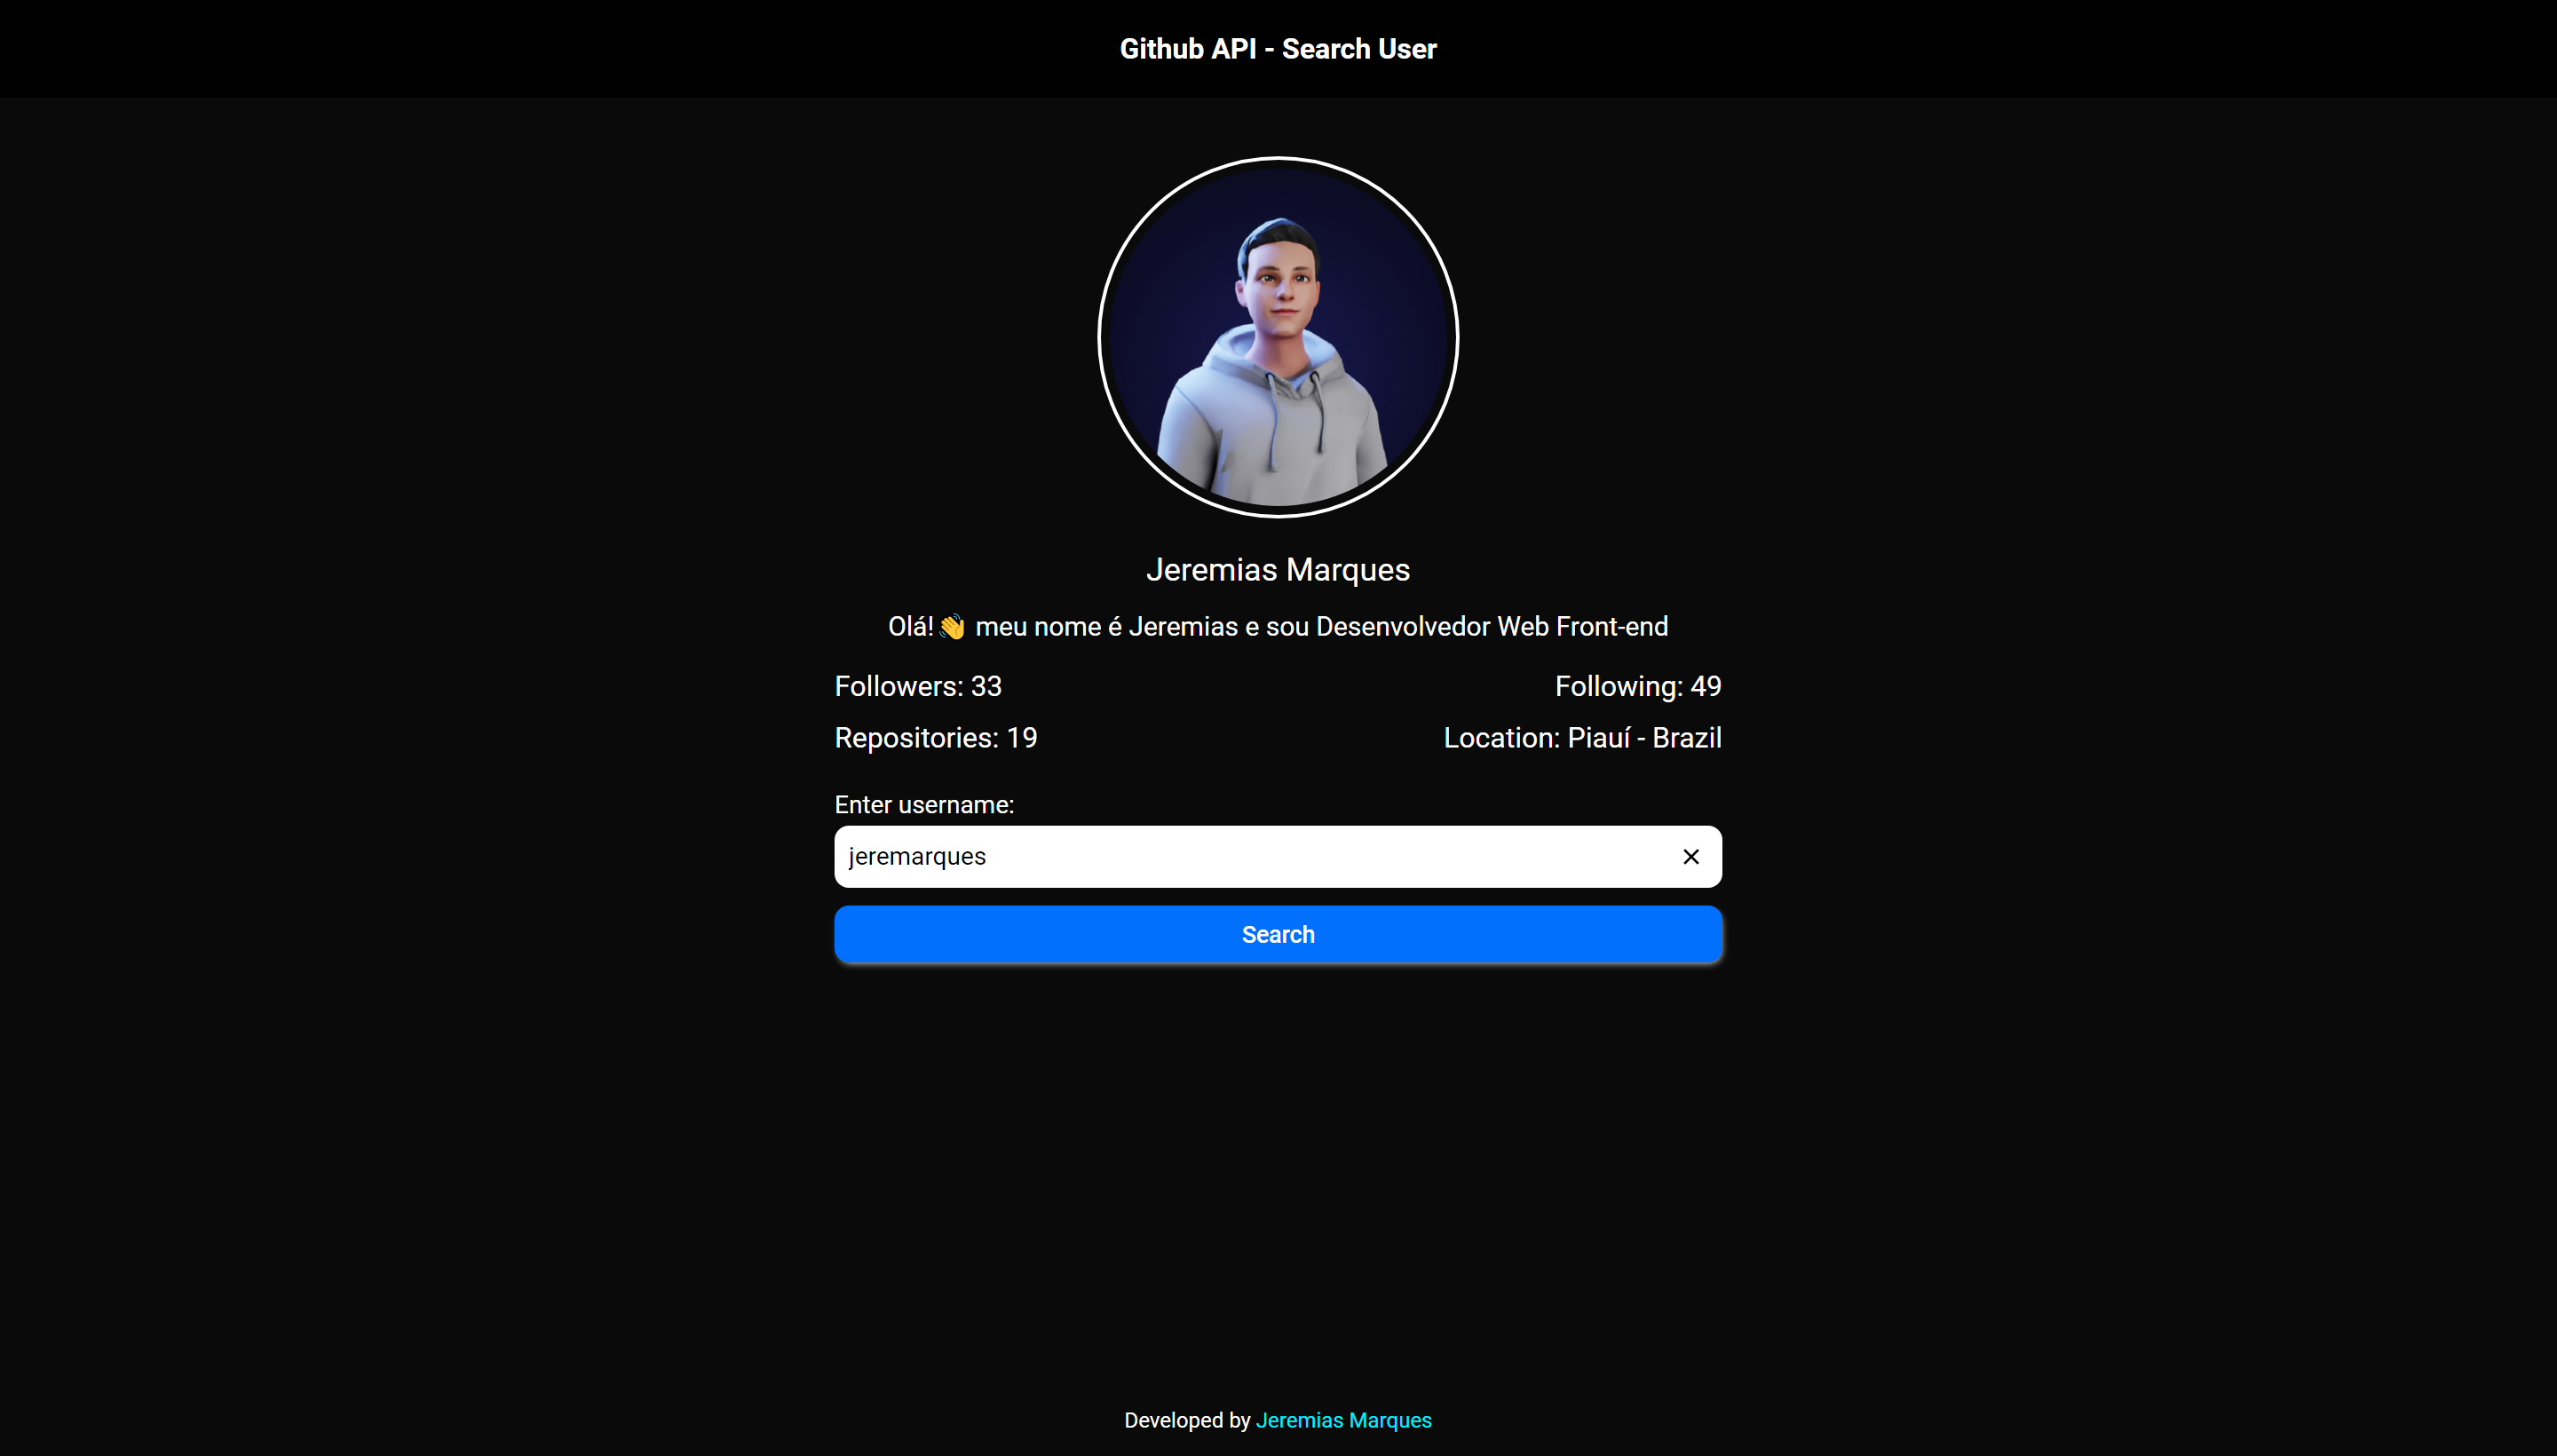 Github API - Search User
Jeremias Marques
Olá!👋 meu nome é Jeremias e sou Desenvolvedor Web Front-end
Followers: 33
Following: 49
Repositories: 19
Location: Piauí - Brazil
Enter username:
jeremarques
Search
Developed by Jeremias Marques